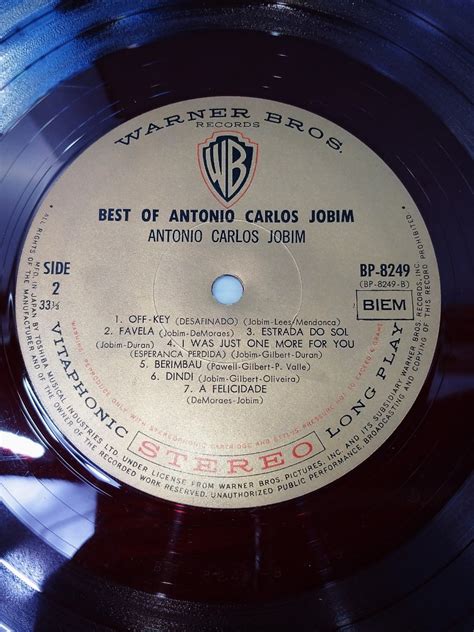 WARNER BROS.
RECORDS
WB
BEST OF ANTONIO CARLOS JOBIM
ANTONIO CARLOS JOBIM
SIDE
2
33⅓
BP-8249
(BP-8249-B)
BIEM
1. OFF-KEY (DESAFINADO) (Jobim-Lees-Mendonca)
2. FAVELA (Jobim-DeMoraes) 3. ESTRADA DO SOL
(Jobim-Duran) 4. I WAS JUST ONE MORE FOR YOU
(ESPERANCA PERDIDA) (Jobim-Gilbert-Duran)
5. BERIMBAU (Powell-Gilbert-P. Valle)
6. DINDI (Jobim-Gilbert-Oliveira)
7. A FELICIDADE
(DeMoraes-Jobim)
VITAPHONIC STEREO LONG PLAY
MFD. IN JAPAN BY TOSHIBA MUSICAL INDUSTRIES LTD. UNDER LICENSE FROM WARNER BROS. PICTURES, INC. AND ITS SUBSIDIARY WARNER BROS. RECORDS, INC.
ALL RIGHTS OF THE MANUFACTURER AND OF THE OWNER OF THE RECORDED WORK RESERVED. UNAUTHORIZED PUBLIC PERFORMANCE, BROADCASTING AND COPYING OF THIS RECORD PROHIBITED